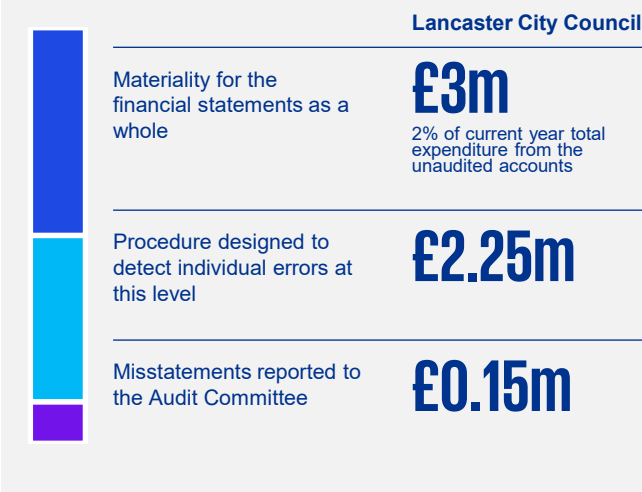 Lancaster City Council
Materiality for the
financial statements as a
whole
£3m
2% of current year total
expenditure from the
unaudited accounts
Procedure designed to
detect individual errors at
this level
£2.25m
Misstatements reported to
the Audit Committee
£0.15m